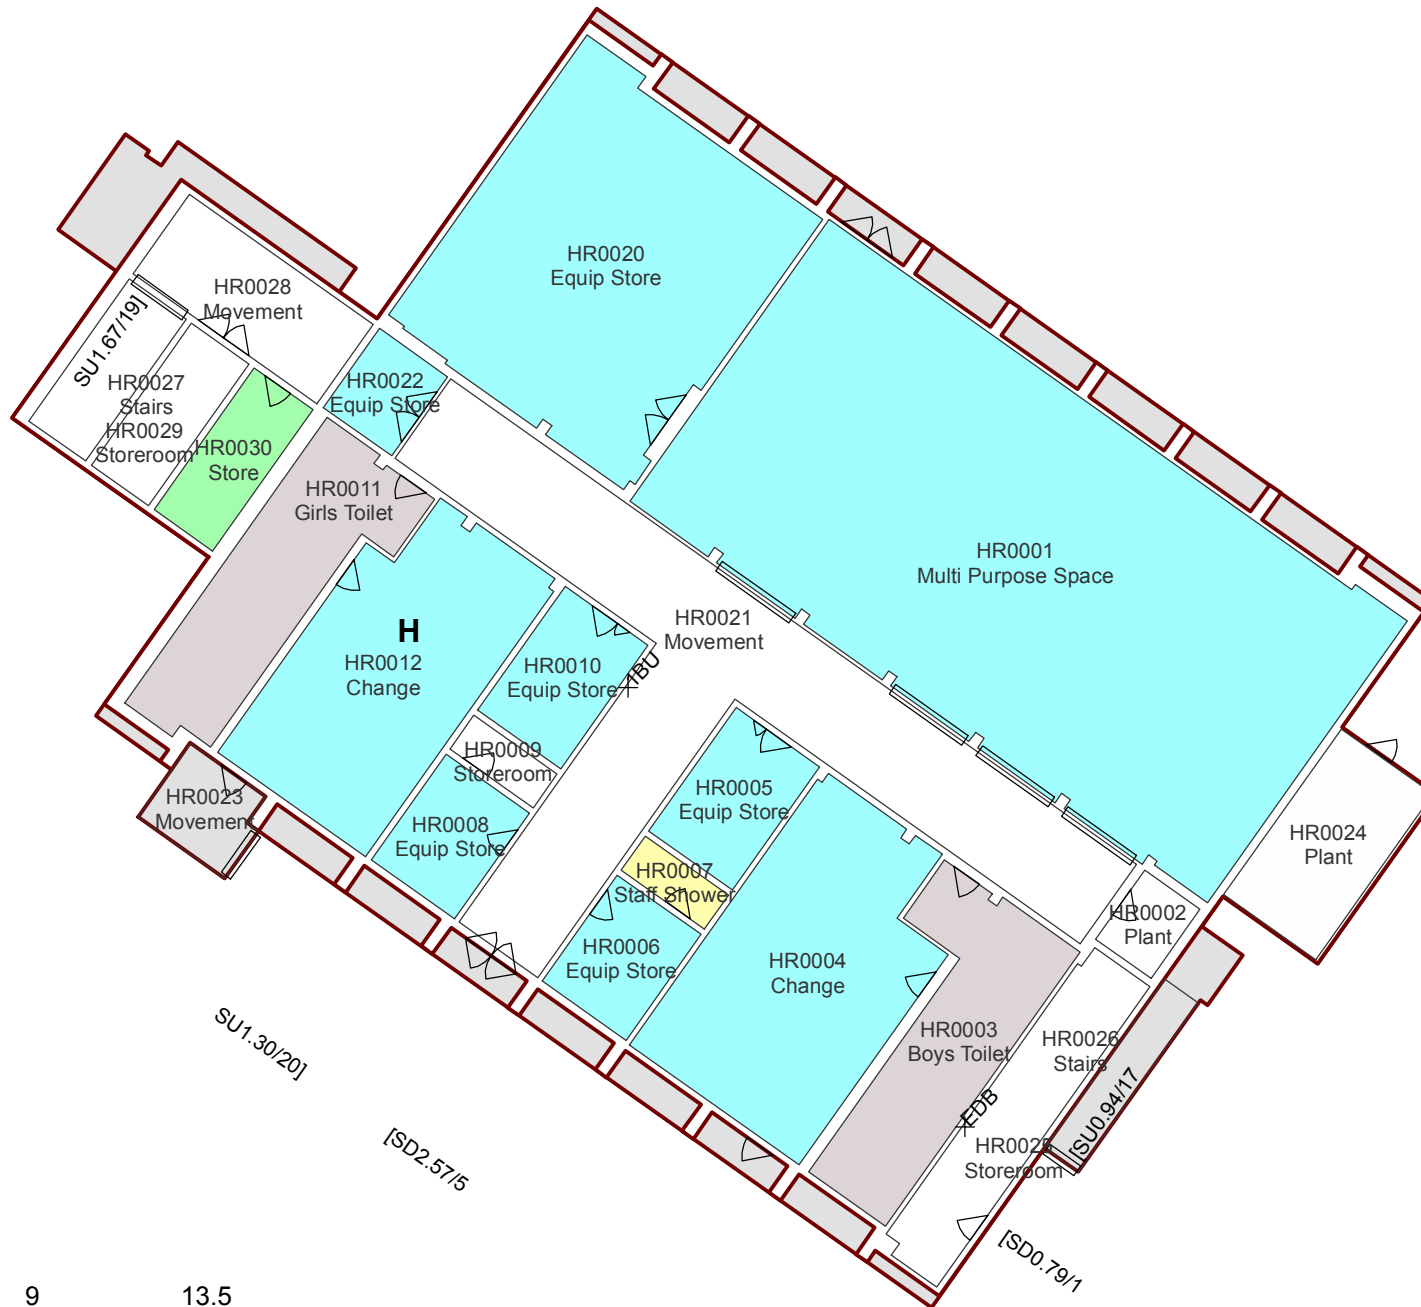 HR0020
Equip Store
HR0028
Movement
SU1.67/19]
HR0027
Stairs
HR0029
Storeroom
HR0022
Equip Store
HR0030
Store
HR0011
Girls Toilet
HR0001
Multi Purpose Space
HR0021
Movement
H
HR0012
Change
HR0010
Equip Store
1BU
HR0009
Storeroom
HR0008
Equip Store
HR0023
Movement
HR0005
Equip Store
HR0007
Staff Shower
HR0006
Equip Store
HR0004
Change
HR0024
Plant
HR0002
Plant
HR0003
Boys Toilet
HR0026
Stairs
EDB
HR0025
Storeroom
[SU0.94/17
SU1.30/20]
[SD2.57/5
[SD0.79/1
9 13.5